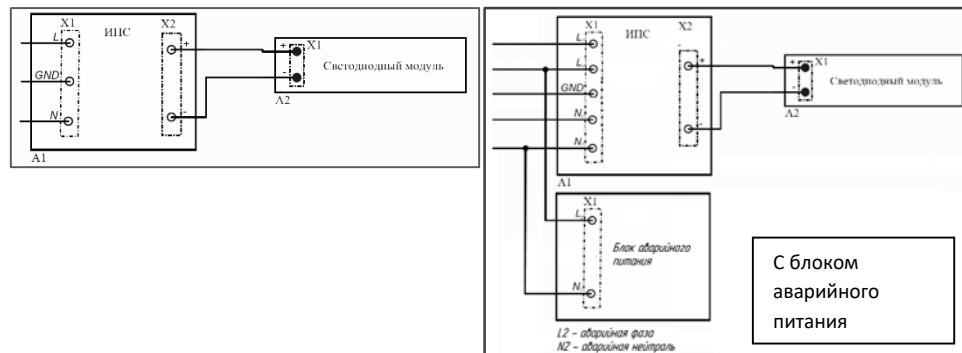 X1
ИПС
X2
L
+
X1
+
Светодиодный модуль
GND
-
A2
N
-
A1
X1
ИПС
X2
L
L
+
+
X1
Светодиодный модуль
GND
-
A2
N
-
N
A1
X1
L
Блок аварийного
питания
N
L2 – аварийная фаза
N2 – аварийная нейтраль
С блоком
аварийного
питания